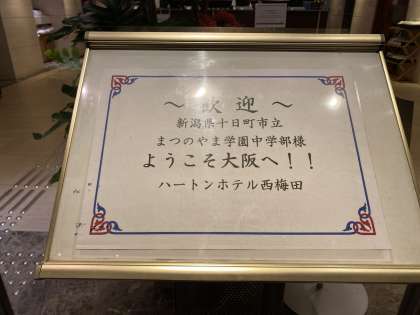 ～歓迎～
新潟県十日町市立
まつのやま学園中学部様
ようこそ大阪へ！！
ハートンホテル西梅田